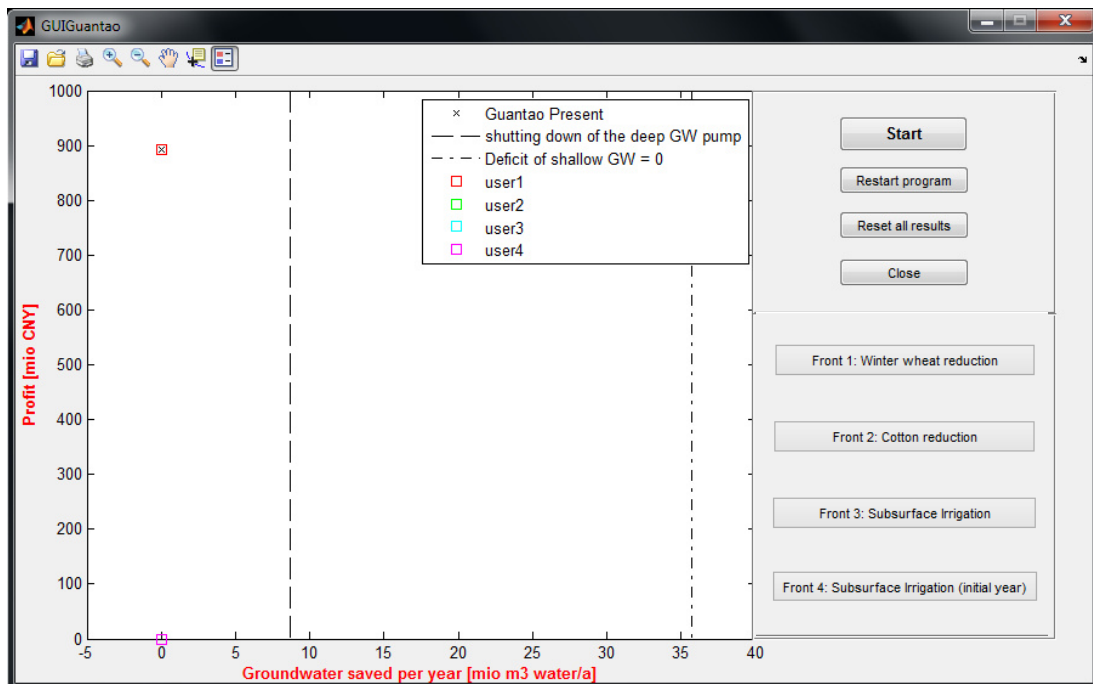 GUIGuantao
1000
900
800
700
600
500
400
300
200
100
0
Profit [mio CNY]
-5 0 5 10 15 20 25 30 35 40
Groundwater saved per year [mio m3 water/a]
Guantao Present
shutting down of the deep GW pump
Deficit of shallow GW = 0
user1
user2
user3
user4
Start
Restart program
Reset all results
Close
Front 1: Winter wheat reduction
Front 2: Cotton reduction
Front 3: Subsurface Irrigation
Front 4: Subsurface Irrigation (initial year)